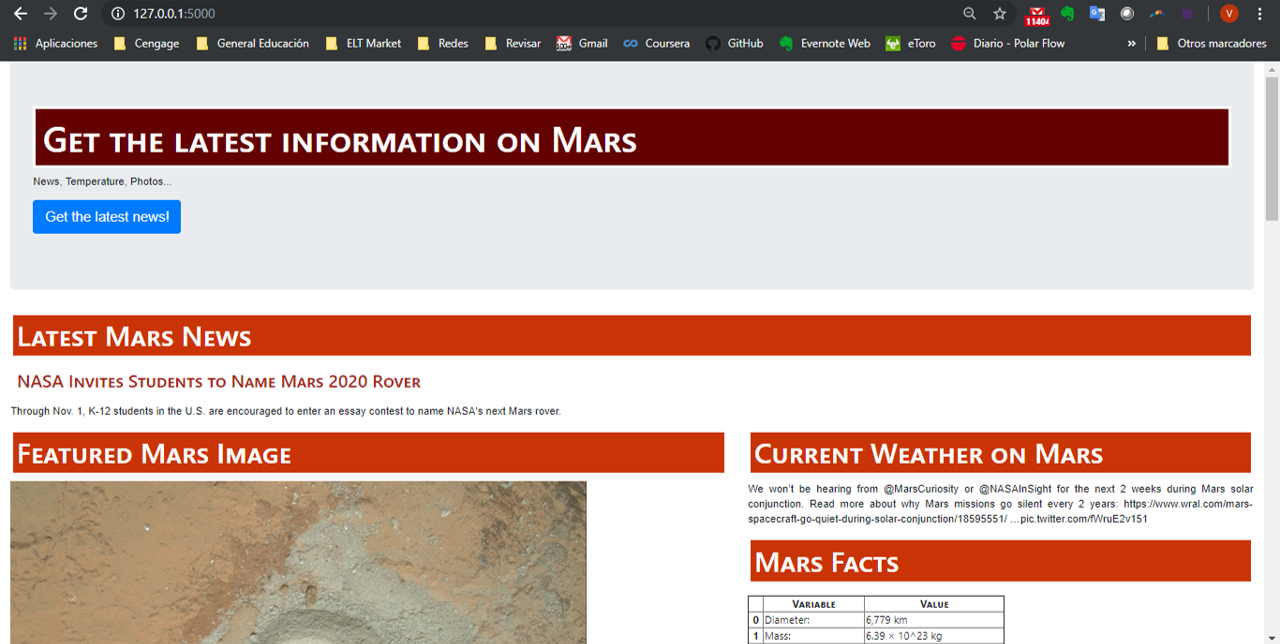 127.0.0.1:5000
11404
V
Aplicaciones
Cengage
General Educación
ELT Market
Redes
Revisar
Gmail
Coursera
GitHub
Evernote Web
eToro
Diario - Polar Flow
»
Otros marcadores
Get the latest information on Mars
News, Temperature, Photos...
Get the latest news!
Latest Mars News
NASA Invites Students to Name Mars 2020 Rover
Through Nov. 1, K-12 students in the U.S. are encouraged to enter an essay contest to name NASA's next Mars rover.
Featured Mars Image
Current Weather on Mars
We won't be hearing from @MarsCuriosity or @NASAInSight for the next 2 weeks during Mars solar
conjunction. Read more about why Mars missions go silent every 2 years: https://www.wral.com/mars-
spacecraft-go-quiet-during-solar-conjunction/18595551/ …pic.twitter.com/fWruE2v151
Mars Facts
Variable Value
0 Diameter: 6,779 km
1 Mass: 6.39 × 10^23 kg